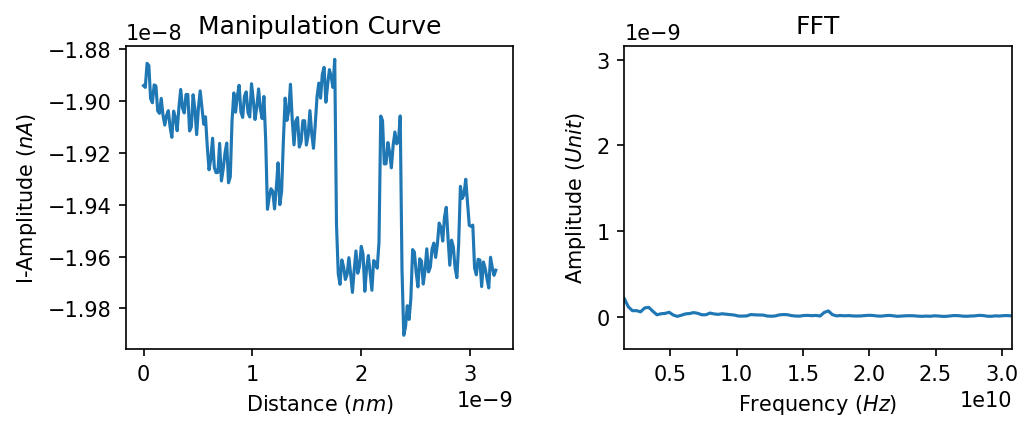 Manipulation Curve
1e−8
−1.88
−1.90
−1.92
−1.94
−1.96
−1.98
I-Amplitude (nA)
0 1 2 3
1e−9
Distance (nm)
FFT
1e−9
3
2
1
0
Amplitude (Unit)
0.5 1.0 1.5 2.0 2.5 3.0
1e10
Frequency (Hz)